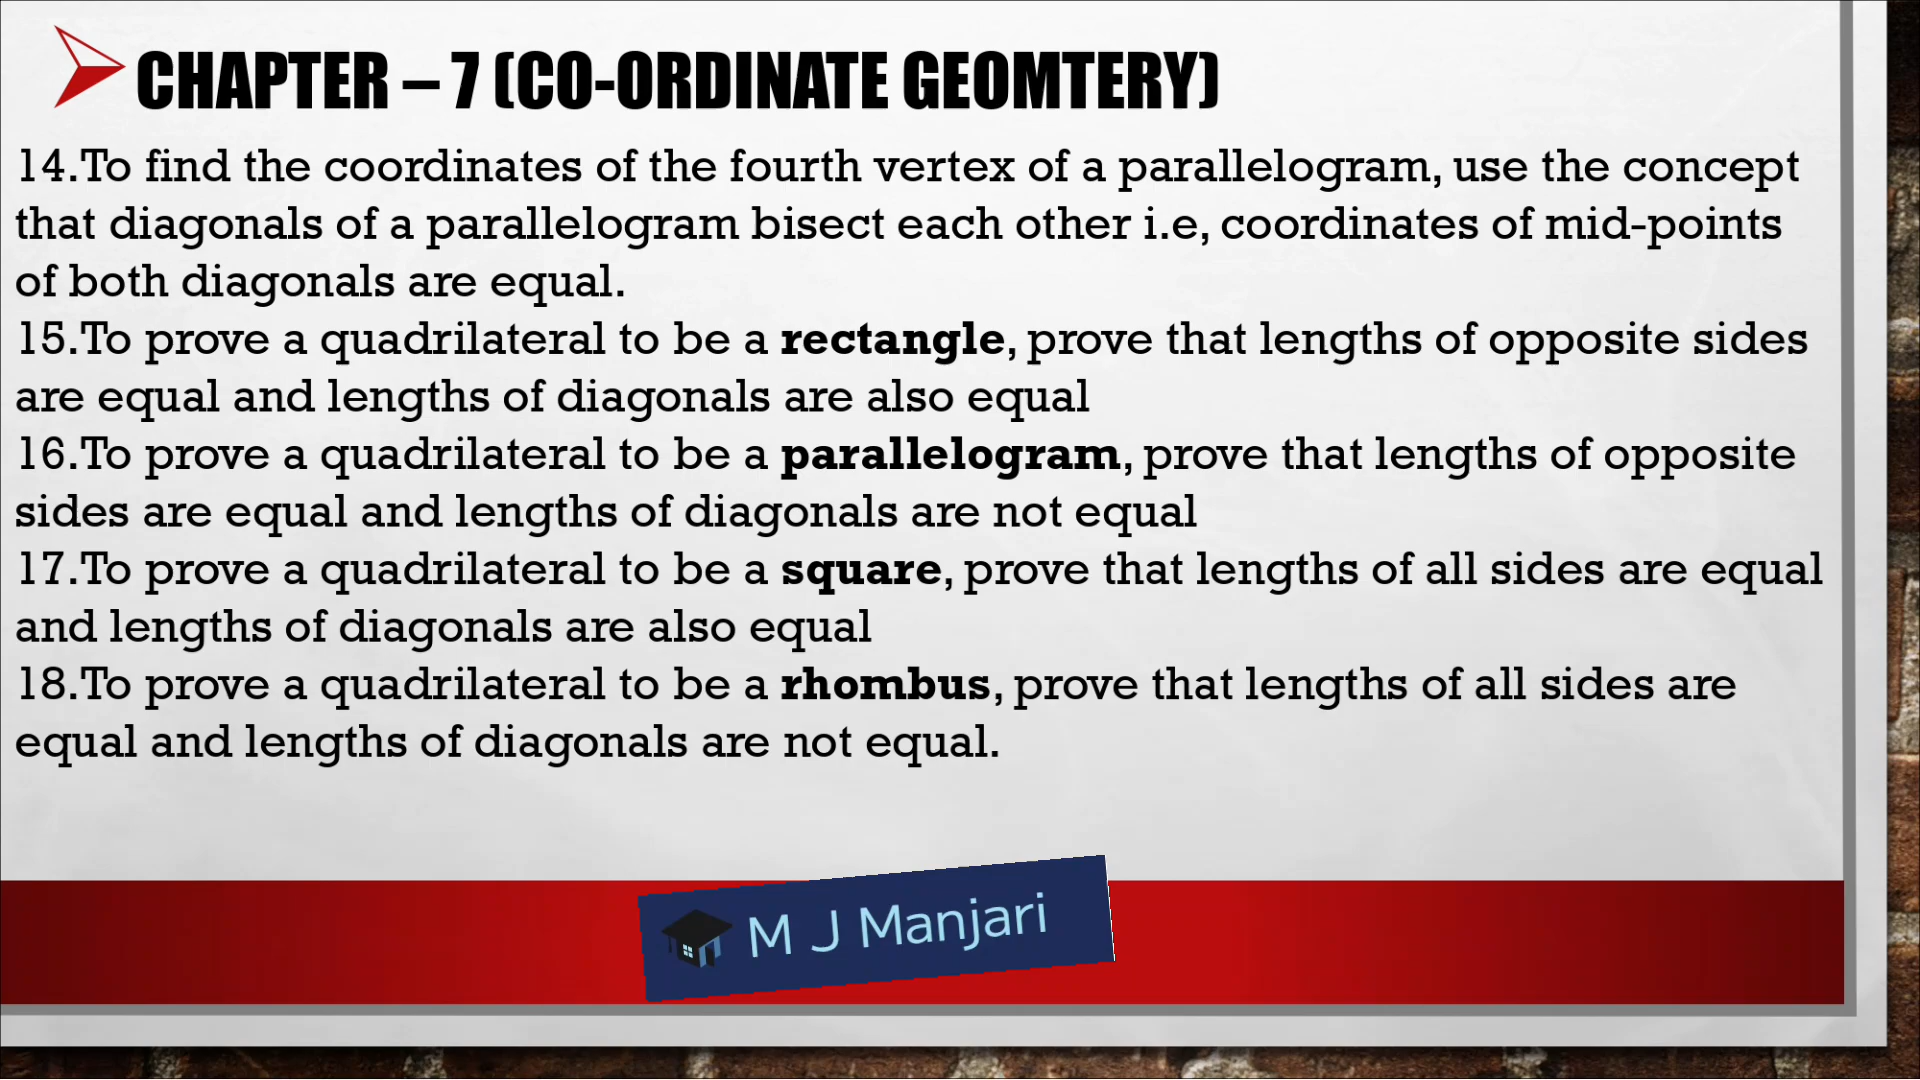 CHAPTER – 7 (CO-ORDINATE GEOMTERY)
14.To find the coordinates of the fourth vertex of a parallelogram, use the concept
that diagonals of a parallelogram bisect each other i.e, coordinates of mid-points
of both diagonals are equal.
15.To prove a quadrilateral to be a rectangle, prove that lengths of opposite sides
are equal and lengths of diagonals are also equal
16.To prove a quadrilateral to be a parallelogram, prove that lengths of opposite
sides are equal and lengths of diagonals are not equal
17.To prove a quadrilateral to be a square, prove that lengths of all sides are equal
and lengths of diagonals are also equal
18.To prove a quadrilateral to be a rhombus, prove that lengths of all sides are
equal and lengths of diagonals are not equal.
M J Manjari